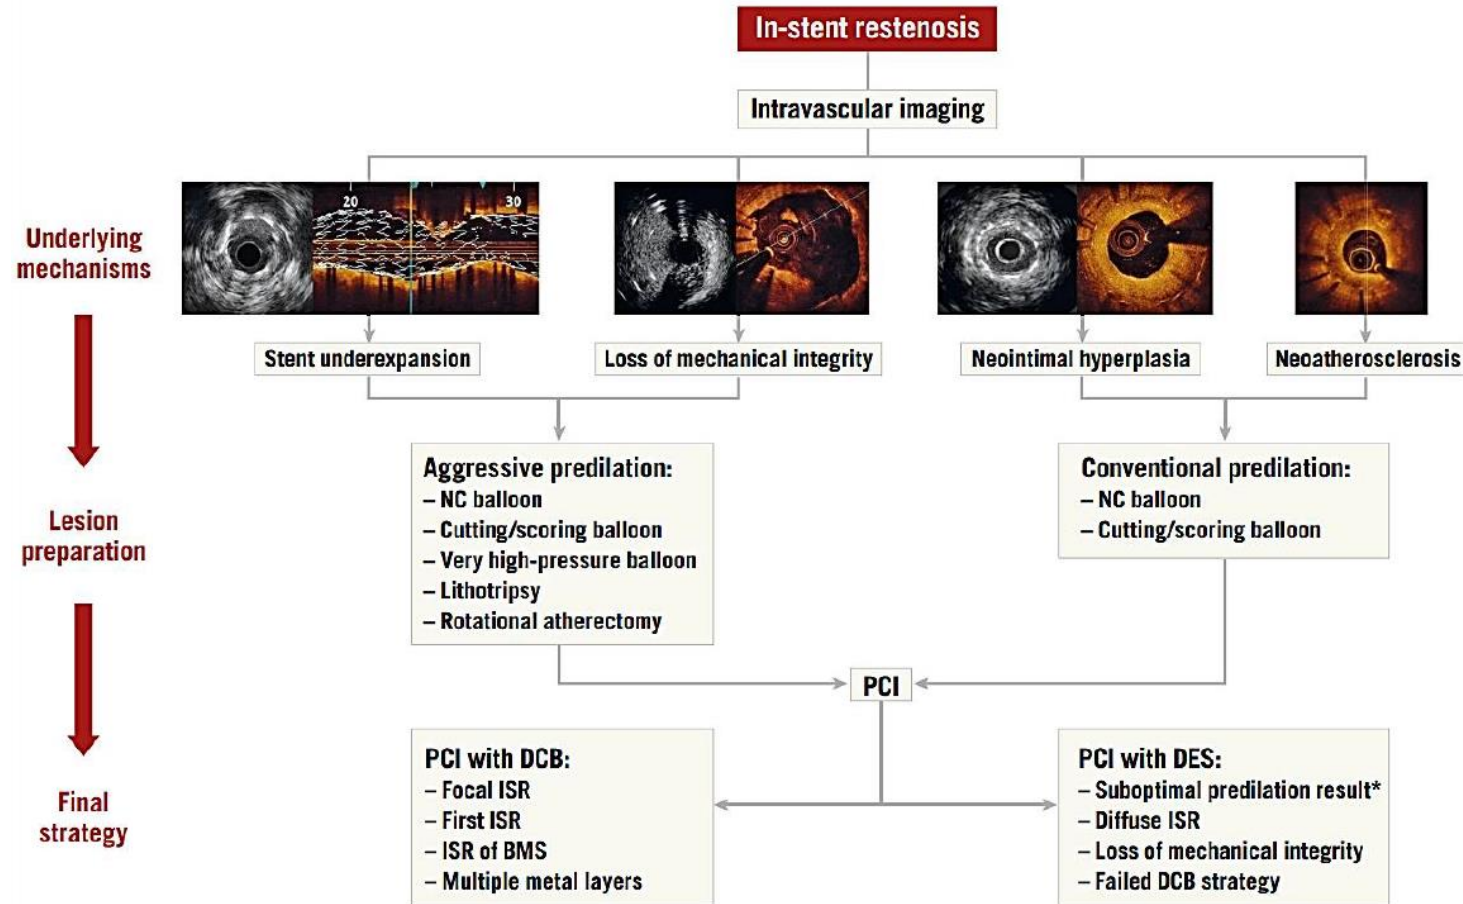 In-stent restenosis
Intravascular imaging
20
30
Underlying
mechanisms
Stent underexpansion
Loss of mechanical integrity
Neointimal hyperplasia
Neoatherosclerosis
Lesion
preparation
Aggressive predilation:
– NC balloon
– Cutting/scoring balloon
– Very high-pressure balloon
– Lithotripsy
– Rotational atherectomy
Conventional predilation:
– NC balloon
– Cutting/scoring balloon
PCI
Final
strategy
PCI with DCB:
– Focal ISR
– First ISR
– ISR of BMS
– Multiple metal layers
PCI with DES:
– Suboptimal predilation result*
– Diffuse ISR
– Loss of mechanical integrity
– Failed DCB strategy